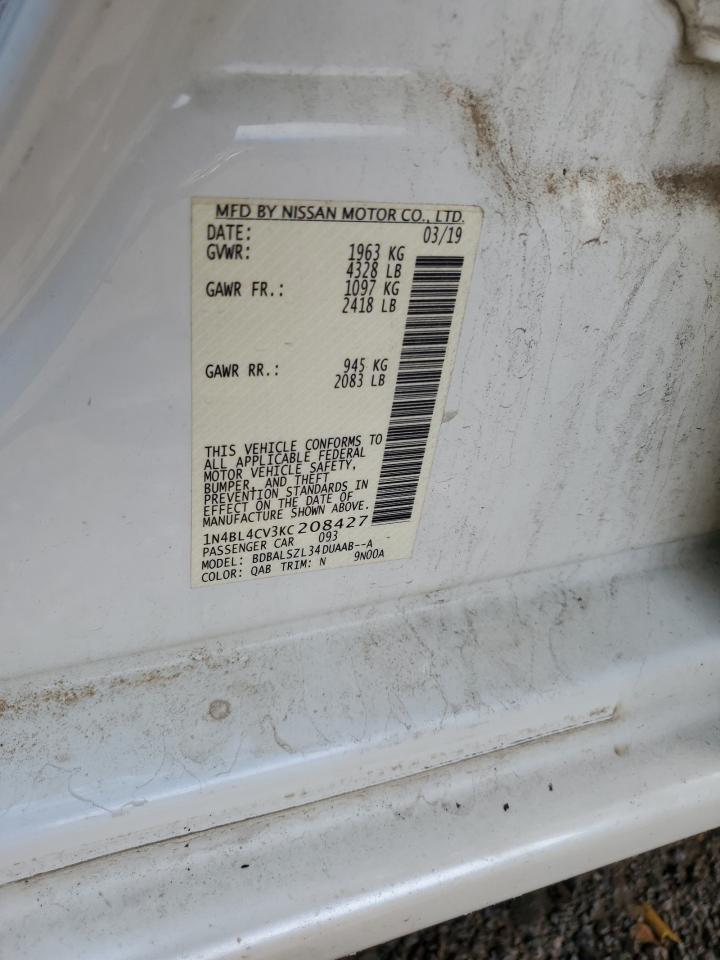 MFD BY NISSAN MOTOR CO., LTD.
DATE: 03/19
GVWR: 1963 KG
4328 LB
GAWR FR.: 1097 KG
2418 LB
GAWR RR.: 945 KG
2083 LB
THIS VEHICLE CONFORMS TO
ALL APPLICABLE FEDERAL
MOTOR VEHICLE SAFETY,
BUMPER, AND THEFT
PREVENTION STANDARDS IN
EFFECT ON THE DATE OF
MANUFACTURE SHOWN ABOVE.
1N4BL4CV3KC208427
PASSENGER CAR 093
MODEL: BDBALSZL34DUAAB--A
COLOR: QAB TRIM: N 9N00A